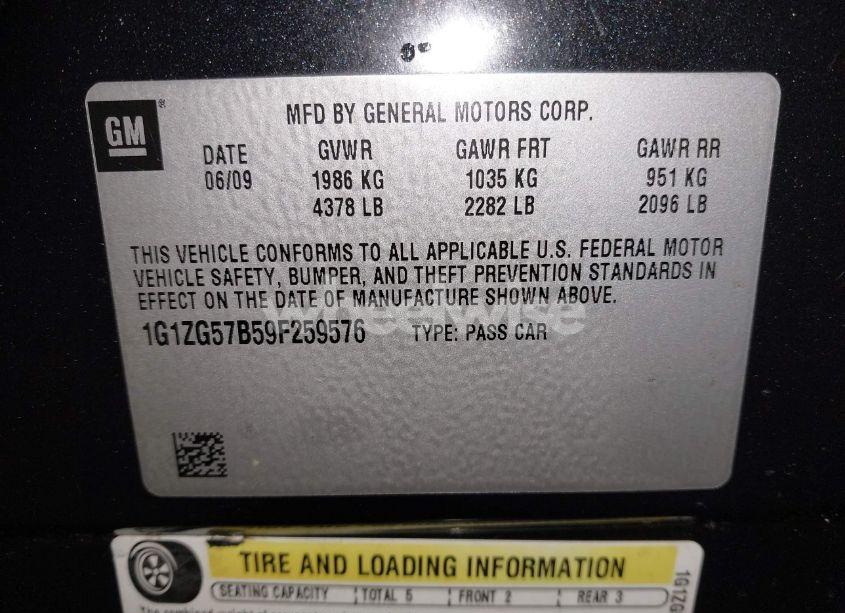 GM
MFD BY GENERAL MOTORS CORP.
DATE GVWR GAWR FRT GAWR RR
06/09 1986 KG 1035 KG 951 KG
4378 LB 2282 LB 2096 LB
THIS VEHICLE CONFORMS TO ALL APPLICABLE U.S. FEDERAL MOTOR
VEHICLE SAFETY, BUMPER, AND THEFT PREVENTION STANDARDS IN
EFFECT ON THE DATE OF MANUFACTURE SHOWN ABOVE.
wheelwise
1G1ZG57B59F259576 TYPE: PASS CAR
TIRE AND LOADING INFORMATION
SEATING CAPACITY TOTAL 5 FRONT 2 REAR 3